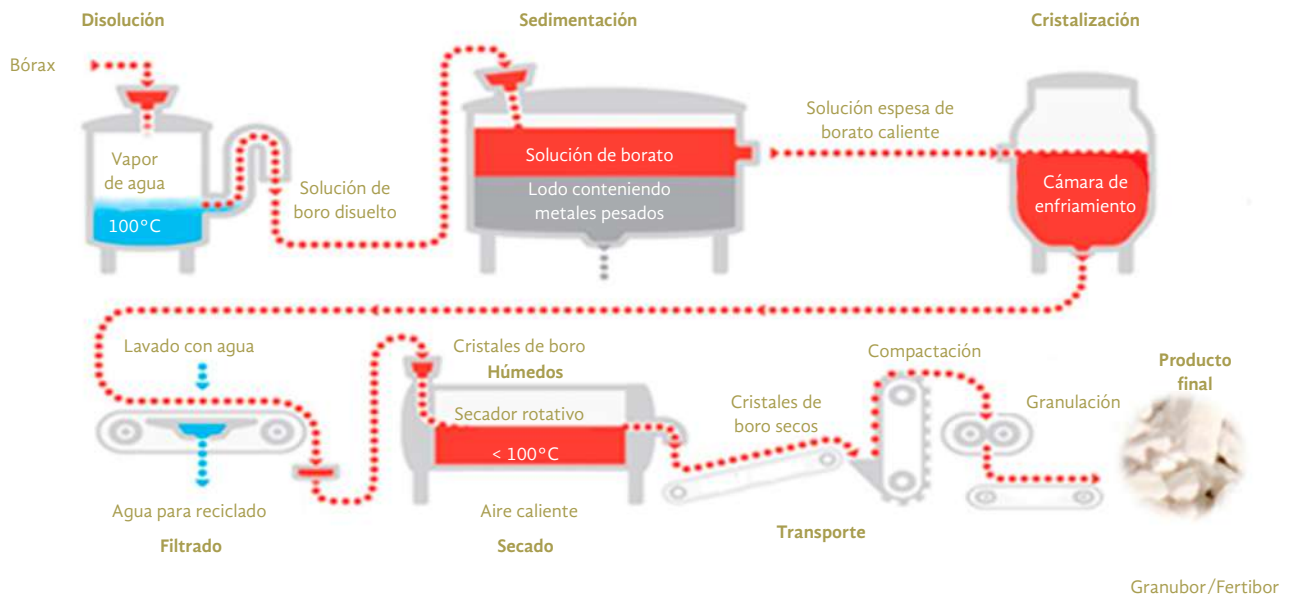 Disolución
Sedimentación
Cristalización
Bórax
Vapor
de agua
100°C
Solución de
boro disuelto
Solución de borato
Lodo conteniendo
metales pesados
Solución espesa de
borato caliente
Cámara de
enfriamiento
Lavado con agua
Agua para reciclado
Filtrado
Cristales de boro
Húmedos
Secador rotativo
< 100°C
Aire caliente
Secado
Cristales de
boro secos
Transporte
Compactación
Granulación
Producto
final
Granubor/Fertibor